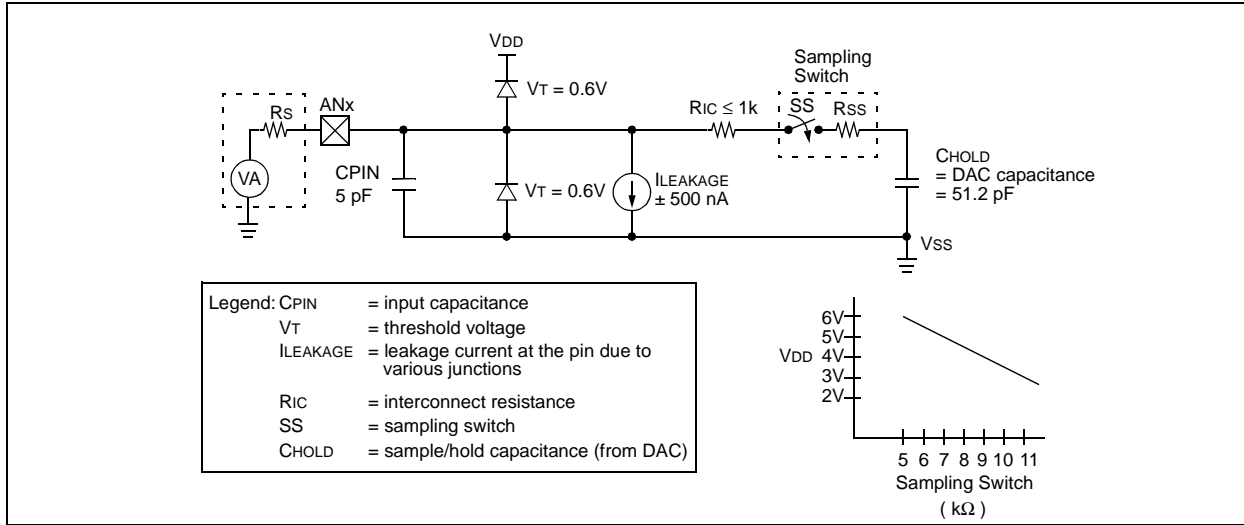 VDD
Sampling
Switch
VT = 0.6V
RIC ≤ 1k
SS
RSS
RS
ANx
VA
CPIN
5 pF
VT = 0.6V
ILEAKAGE
± 500 nA
CHOLD
= DAC capacitance
= 51.2 pF
VSS
Legend: CPIN = input capacitance
VT = threshold voltage
ILEAKAGE = leakage current at the pin due to
various junctions
RIC = interconnect resistance
SS = sampling switch
CHOLD = sample/hold capacitance (from DAC)
6V
5V
VDD 4V
3V
2V
5 6 7 8 9 10 11
Sampling Switch
( kΩ )